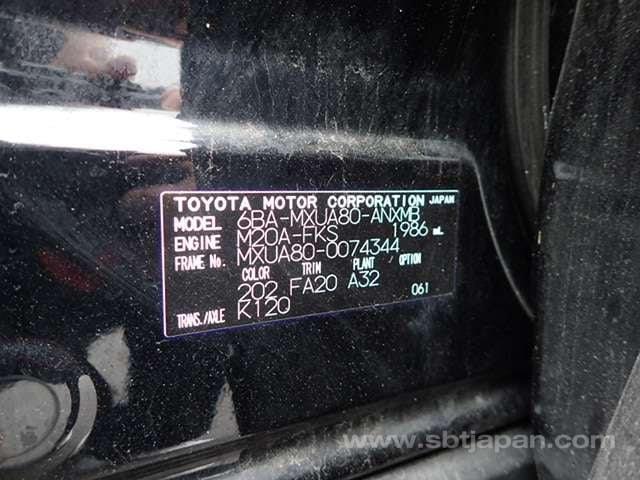 TOYOTA MOTOR CORPORATION JAPAN
MODEL 6BA-MXUA80-ANXMB
ENGINE M20A-FKS 1986 mL
FRAME No. MXUA80-0074344
COLOR TRIM PLANT / OPTION
202 FA20 A32 061
TRANS./AXLE K120
www.sbtjapan.com